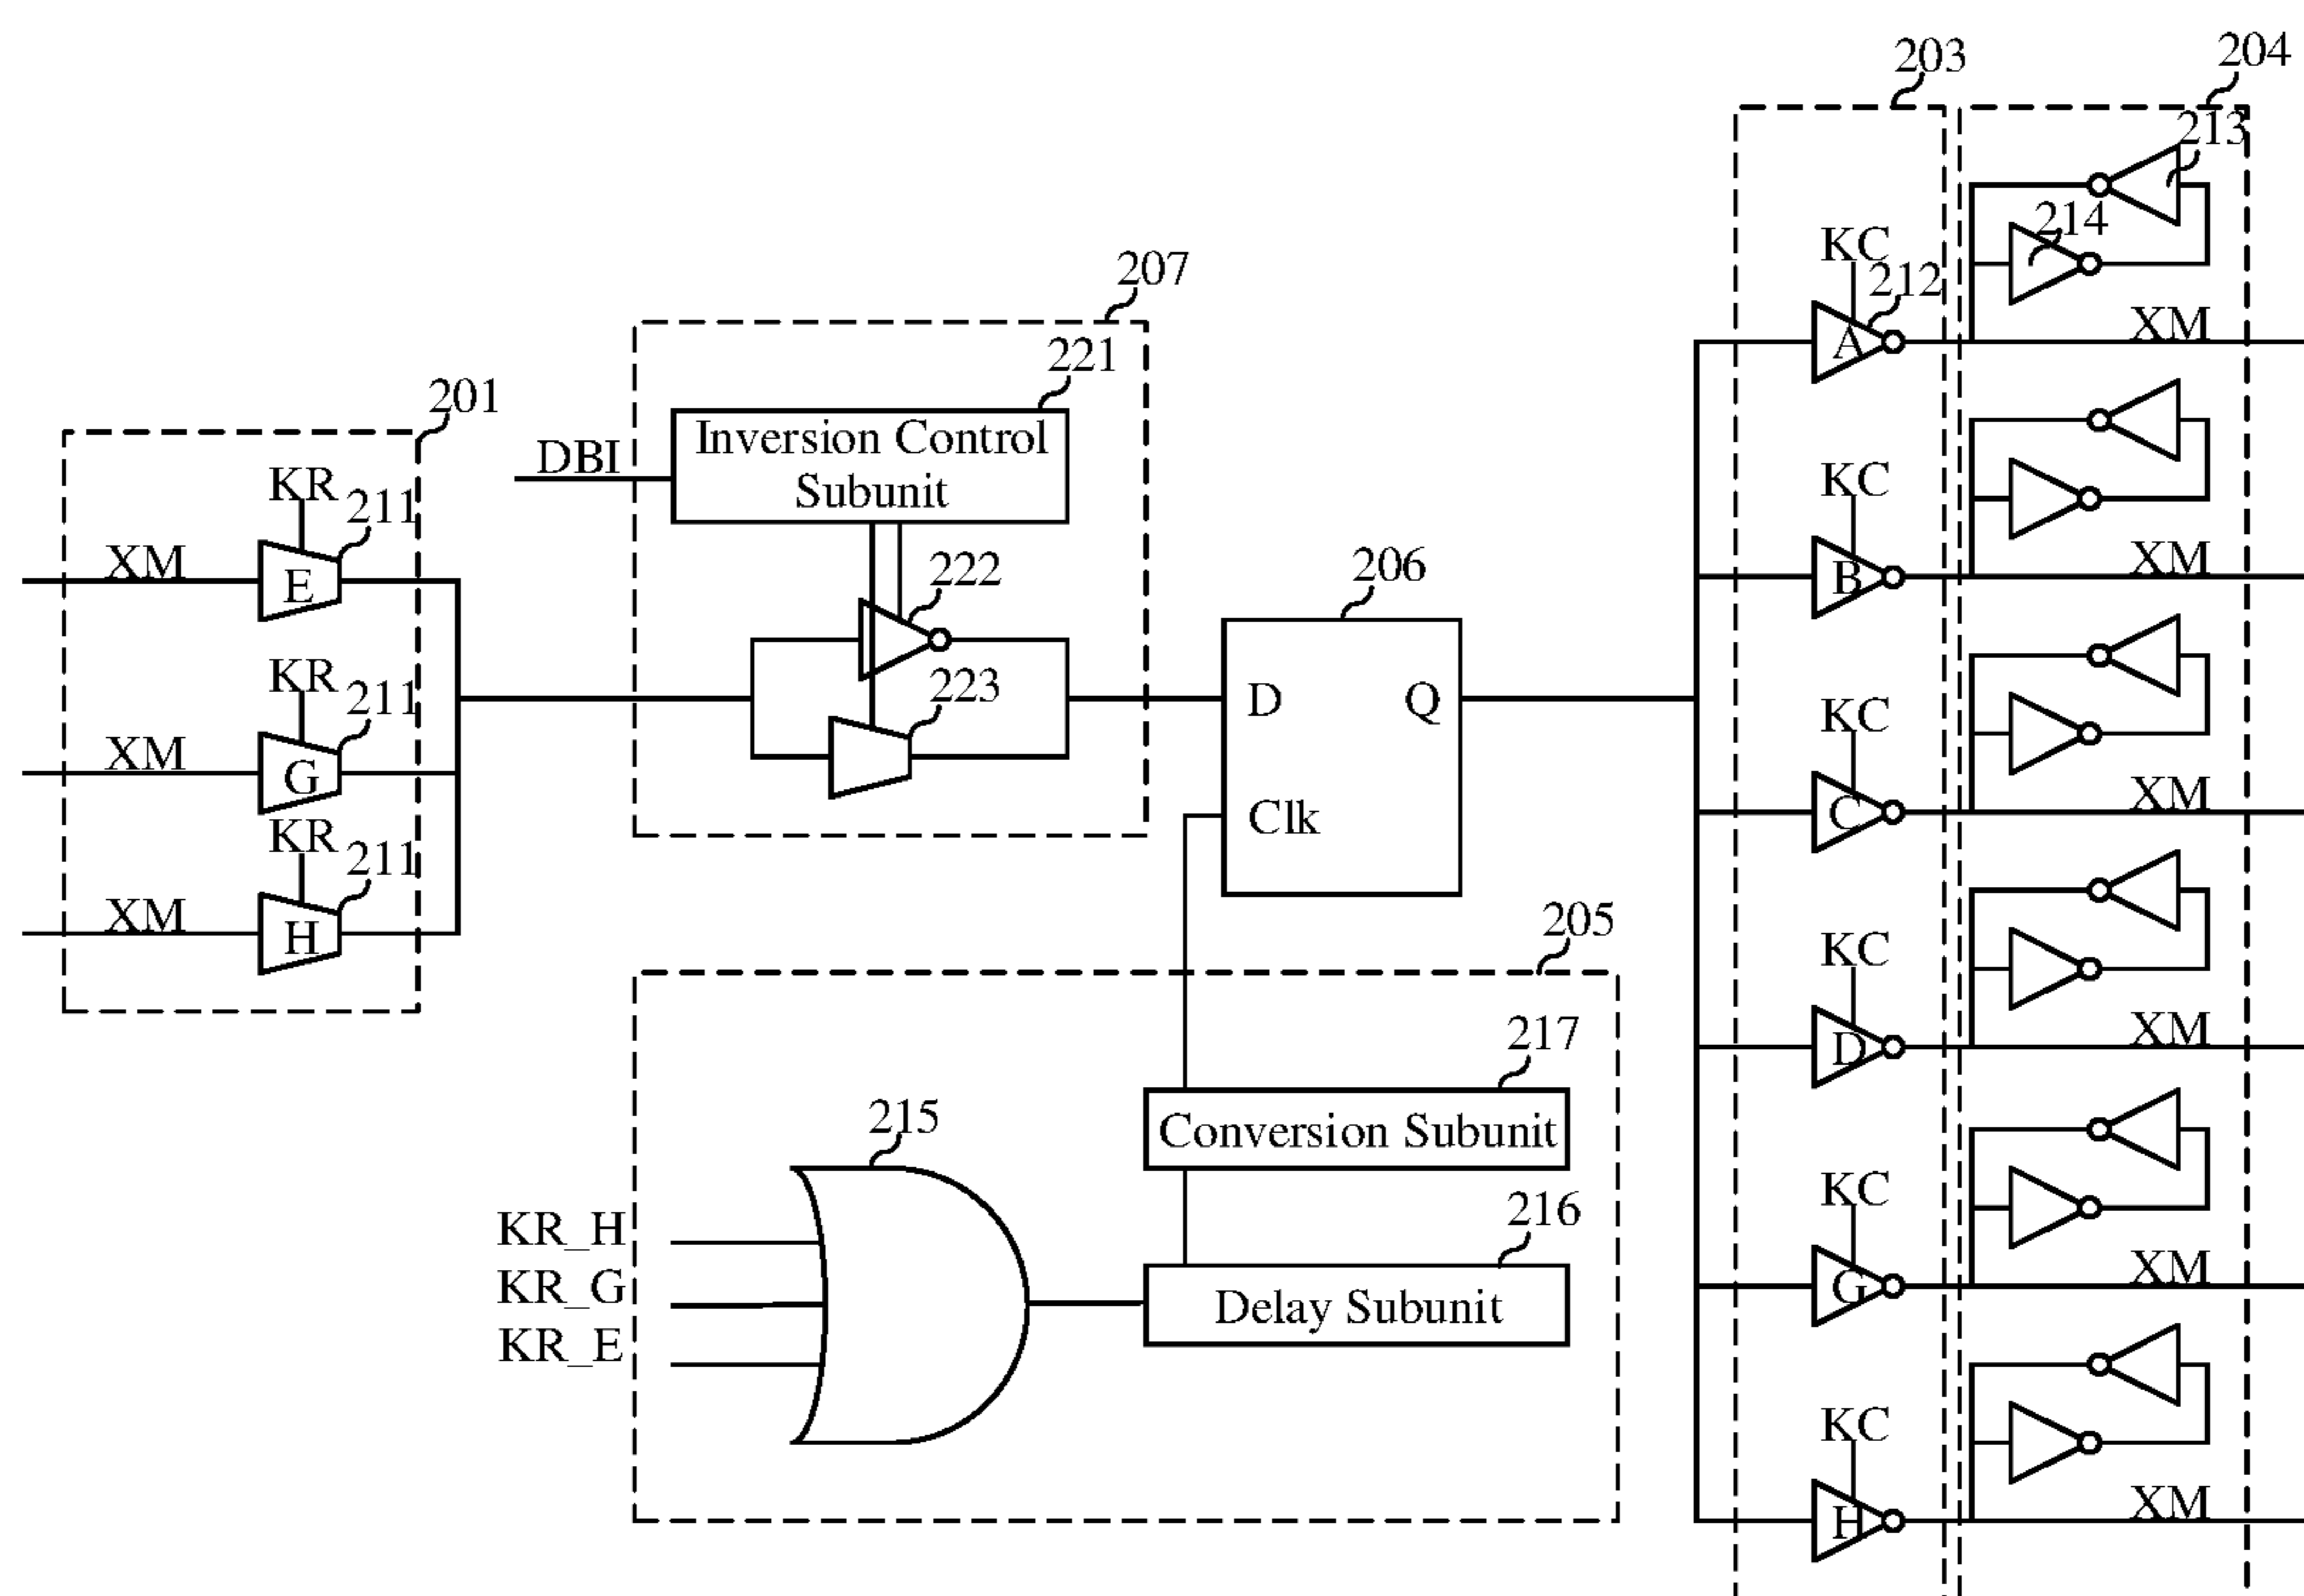 203
204
213
214
KC
212
A
XM
207
221
Inversion Control
Subunit
DBI
201
KR
211
XM
E
222
223
KR
211
XM
G
KR
211
XM
H
206
D
Q
Clk
KC
B
XM
KC
C
XM
205
KC
D
XM
217
Conversion Subunit
215
216
Delay Subunit
KR_H
KR_G
KR_E
KC
G
XM
KC
H
XM